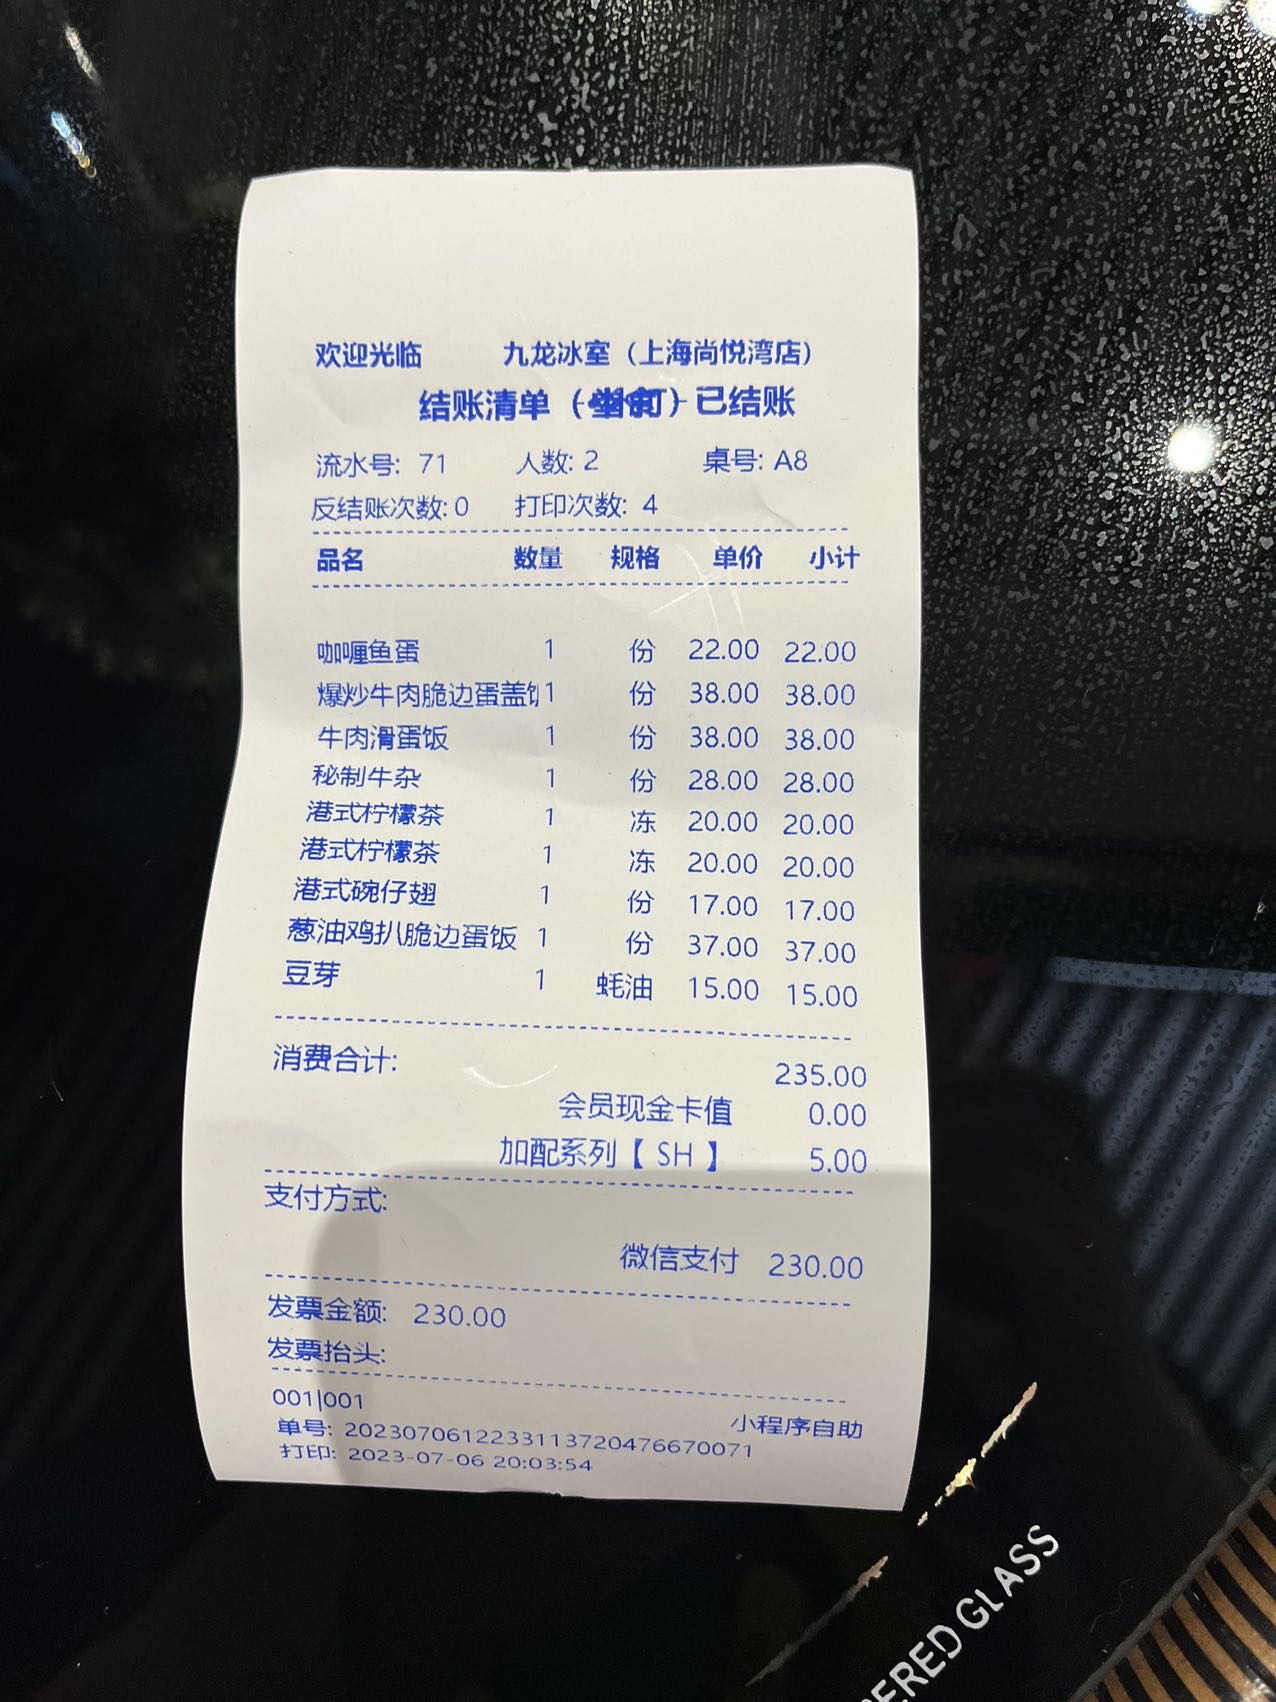 欢迎光临 九龙冰室（上海尚悦湾店）
结账清单（）已结账
流水号: 71 人数: 2 桌号: A8
反结账次数: 0 打印次数: 4
品名 数量 规格 单价 小计
咖喱鱼蛋 1 份 22.00 22.00
爆炒牛肉脆边蛋盖 1 份 38.00 38.00
牛肉滑蛋饭 1 份 38.00 38.00
秘制牛杂 1 份 28.00 28.00
港式柠檬茶 1 冻 20.00 20.00
港式柠檬茶 1 冻 20.00 20.00
港式碗仔翅 1 份 17.00 17.00
葱油鸡扒脆边蛋饭 1 份 37.00 37.00
豆芽 1 蚝油 15.00 15.00
消费合计: 235.00
会员现金卡值 0.00
加配系列【 SH 】 5.00
支付方式:
微信支付 230.00
发票金额: 230.00
发票抬头:
001|001 小程序自助
单号: 2023070612233113720476670071
打印: 2023-07-06 20:03:54
ERED GLASS